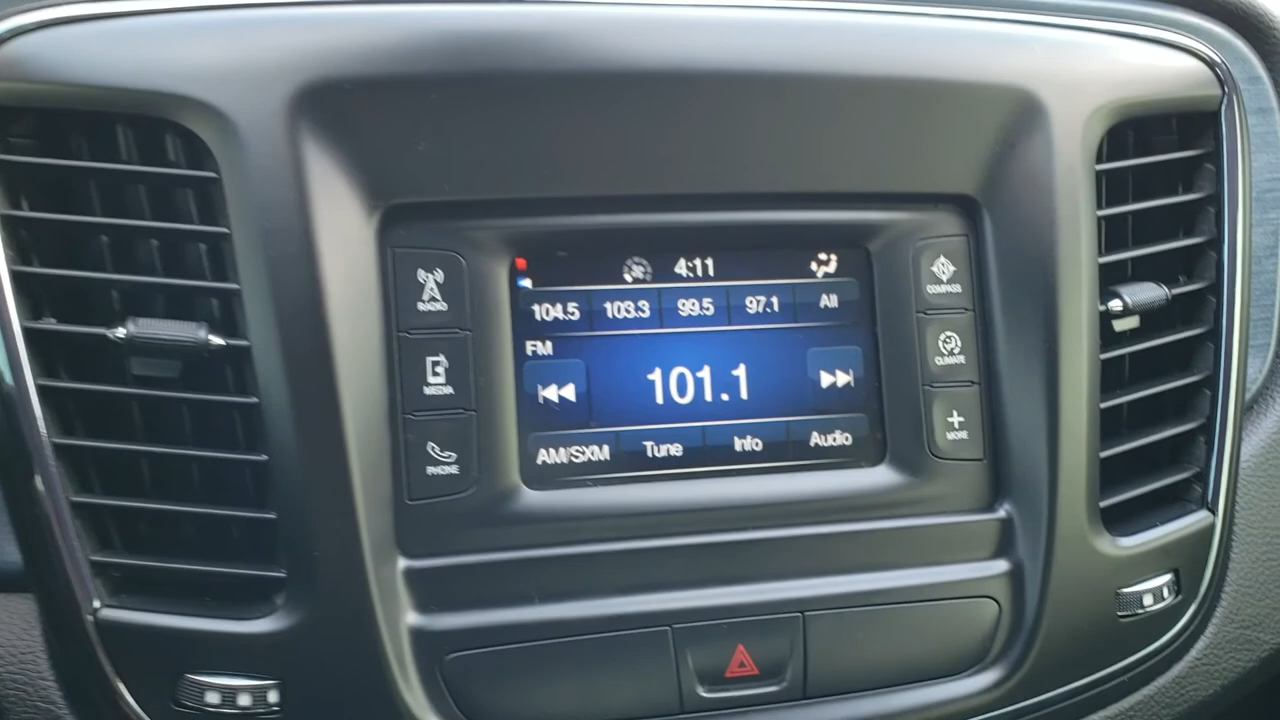 4:11
104.5 103.3 99.5 97.1 All
FM
101.1
AM/SXM Tune Info Audio
RADIO
MEDIA
PHONE
N
COMPASS
CLIMATE
MORE